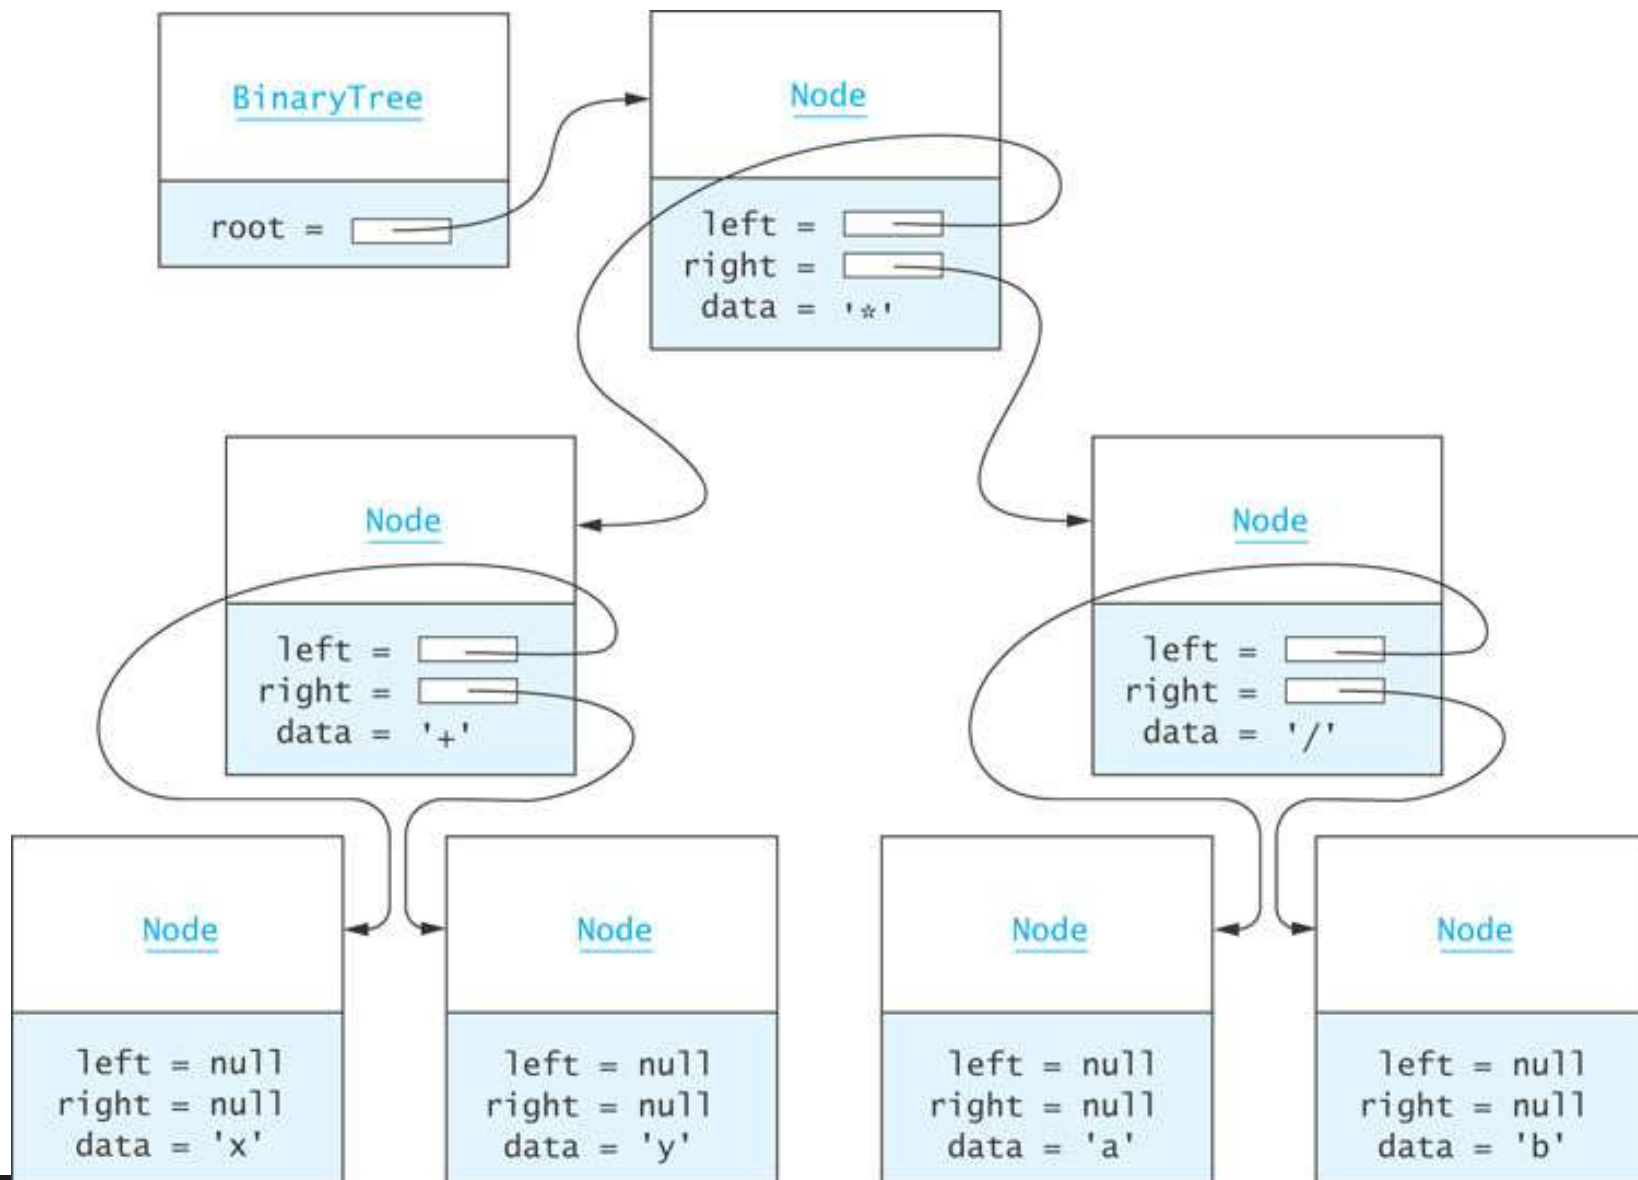 BinaryTree
root =
Node
left =
right =
data = '*'
Node
left =
right =
data = '+'
Node
left =
right =
data = '/'
Node
left = null
right = null
data = 'x'
Node
left = null
right = null
data = 'y'
Node
left = null
right = null
data = 'a'
Node
left = null
right = null
data = 'b'